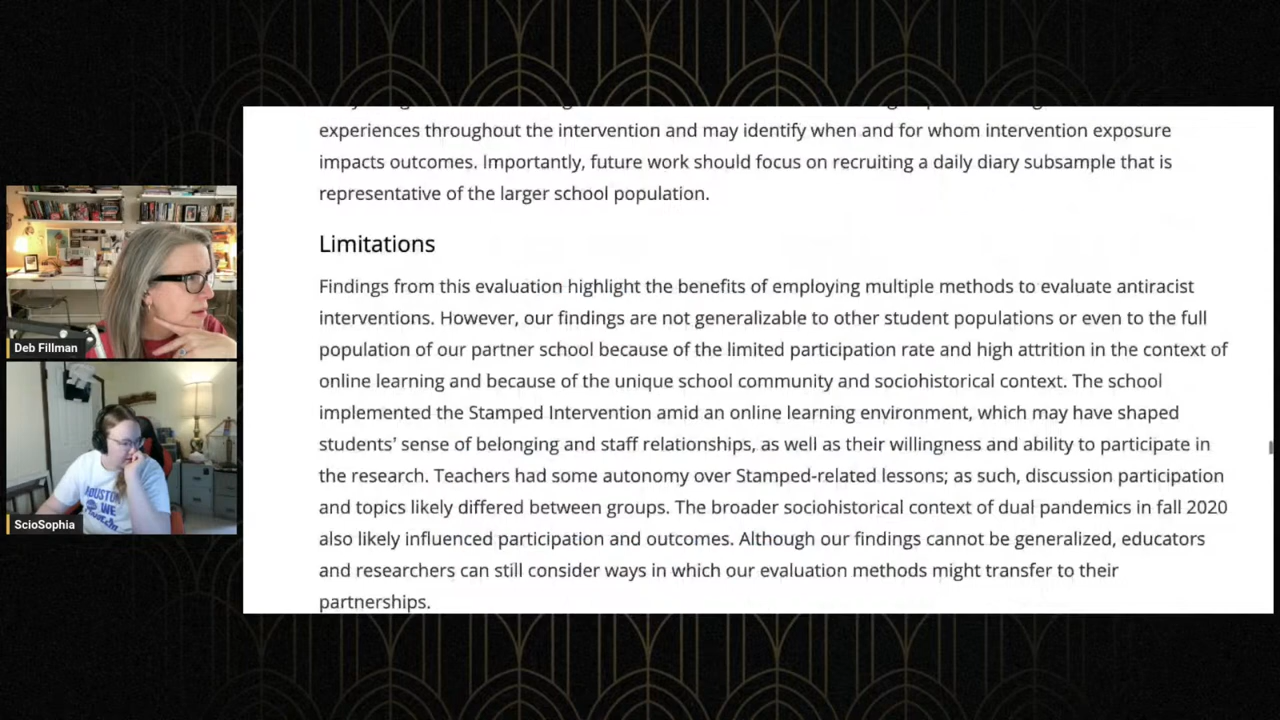 experiences throughout the intervention and may identify when and for whom intervention exposure
impacts outcomes. Importantly, future work should focus on recruiting a daily diary subsample that is
representative of the larger school population.
Limitations
Findings from this evaluation highlight the benefits of employing multiple methods to evaluate antiracist
interventions. However, our findings are not generalizable to other student populations or even to the full
population of our partner school because of the limited participation rate and high attrition in the context of
online learning and because of the unique school community and sociohistorical context. The school
implemented the Stamped Intervention amid an online learning environment, which may have shaped
students' sense of belonging and staff relationships, as well as their willingness and ability to participate in
the research. Teachers had some autonomy over Stamped-related lessons; as such, discussion participation
and topics likely differed between groups. The broader sociohistorical context of dual pandemics in fall 2020
also likely influenced participation and outcomes. Although our findings cannot be generalized, educators
and researchers can still consider ways in which our evaluation methods might transfer to their
partnerships.
Deb Fillman
HOUSTON
WE
ScioSophia